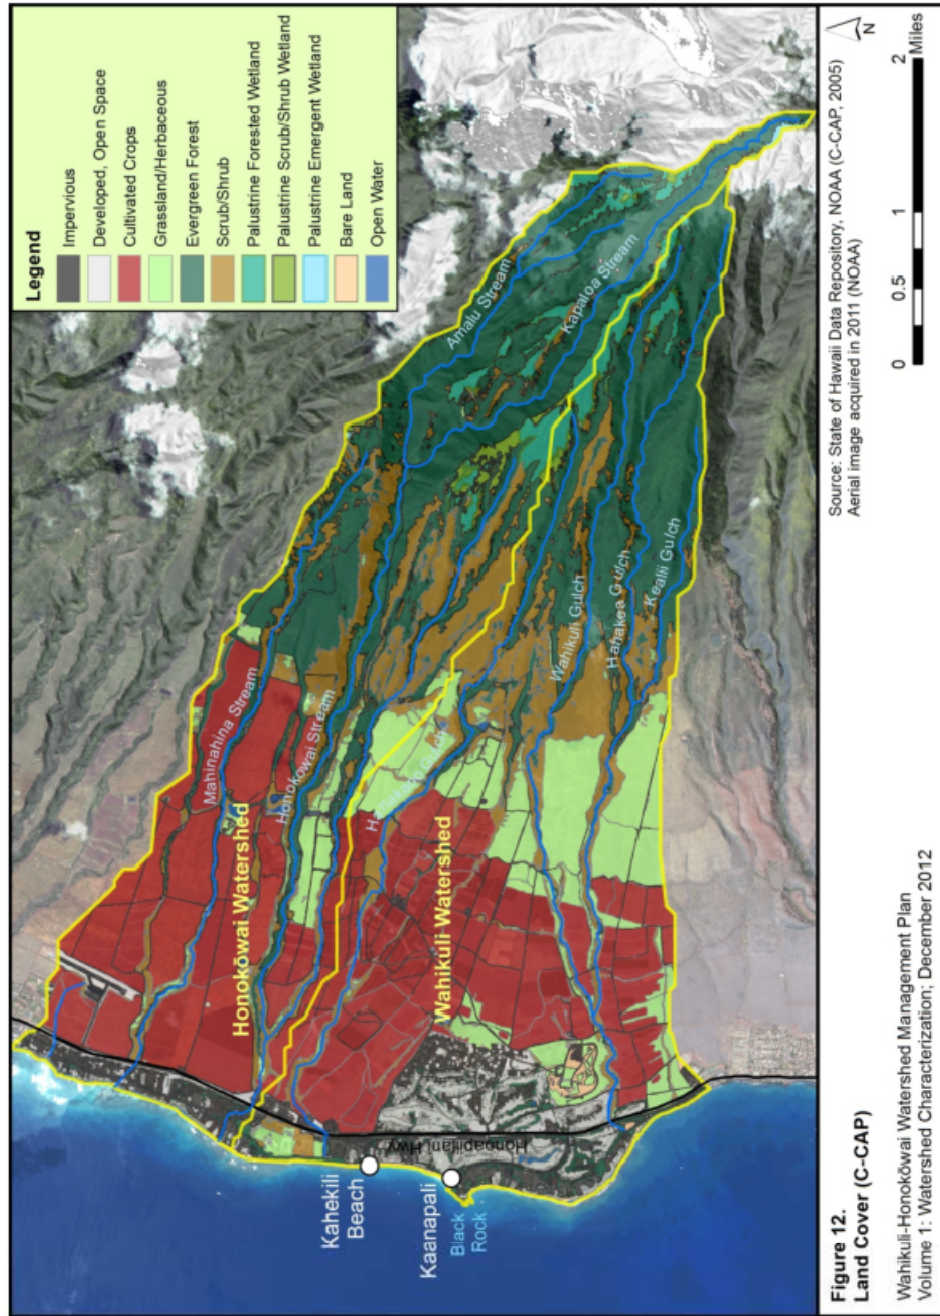 Legend
Impervious
Developed, Open Space
Cultivated Crops
Grassland/Herbaceous
Evergreen Forest
Scrub/Shrub
Palustrine Forested Wetland
Palustrine Scrub/Shrub Wetland
Palustrine Emergent Wetland
Bare Land
Open Water
Amalu Stream
Kapaloa Stream
Mahinahina Stream
Honokōwai Stream
Honokōwai Watershed
Wahikuli Watershed
Wahikuli Gulch
Hahakea Gulch
Kealii Gulch
Gulch
Honoapiilani Hwy
Kahekili
Beach
Kaanapali
Black
Rock
Figure 12.
Land Cover (C-CAP)
Wahikuli-Honokōwai Watershed Management Plan
Volume 1: Watershed Characterization; December 2012
Source: State of Hawaii Data Repository, NOAA (C-CAP, 2005)
Aerial image acquired in 2011 (NOAA)
N
0 0.5 1 2
Miles